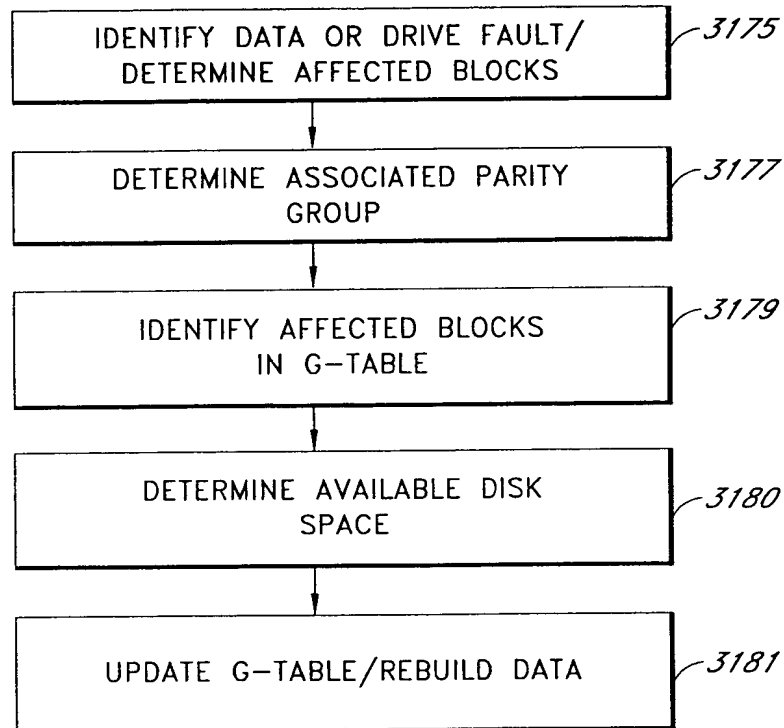 IDENTIFY DATA OR DRIVE FAULT/
DETERMINE AFFECTED BLOCKS
3175
DETERMINE ASSOCIATED PARITY
GROUP
3177
IDENTIFY AFFECTED BLOCKS
IN G-TABLE
3179
DETERMINE AVAILABLE DISK
SPACE
3180
UPDATE G-TABLE/REBUILD DATA
3181